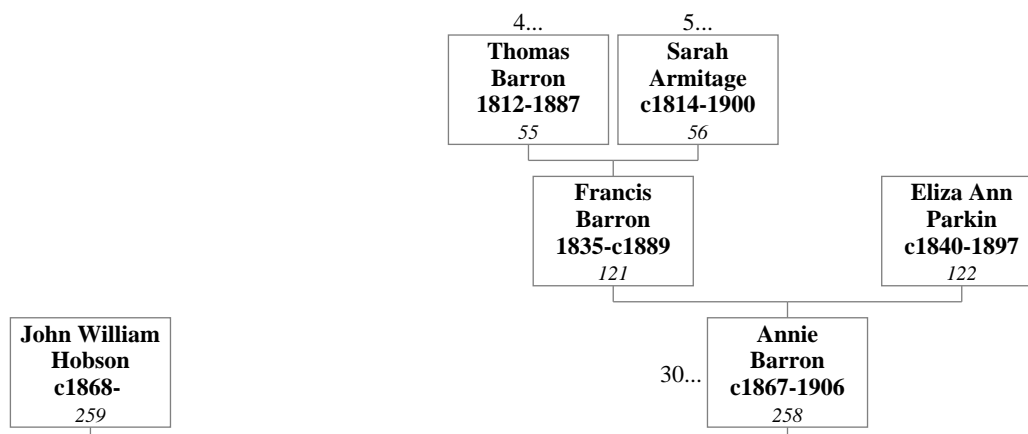 4...
5...
Thomas
Barron
1812-1887
55
Sarah
Armitage
c1814-1900
56
Francis
Barron
1835-c1889
121
Eliza Ann
Parkin
c1840-1897
122
John William
Hobson
c1868-
259
30...
Annie
Barron
c1867-1906
258